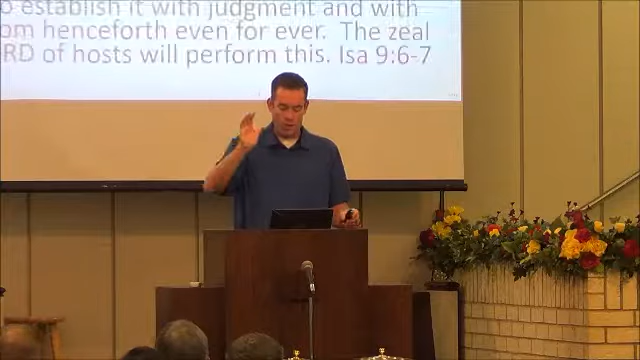 o establish it with judgment and with
om henceforth even for ever. The zeal
RD of hosts will perform this. Isa 9:6-7